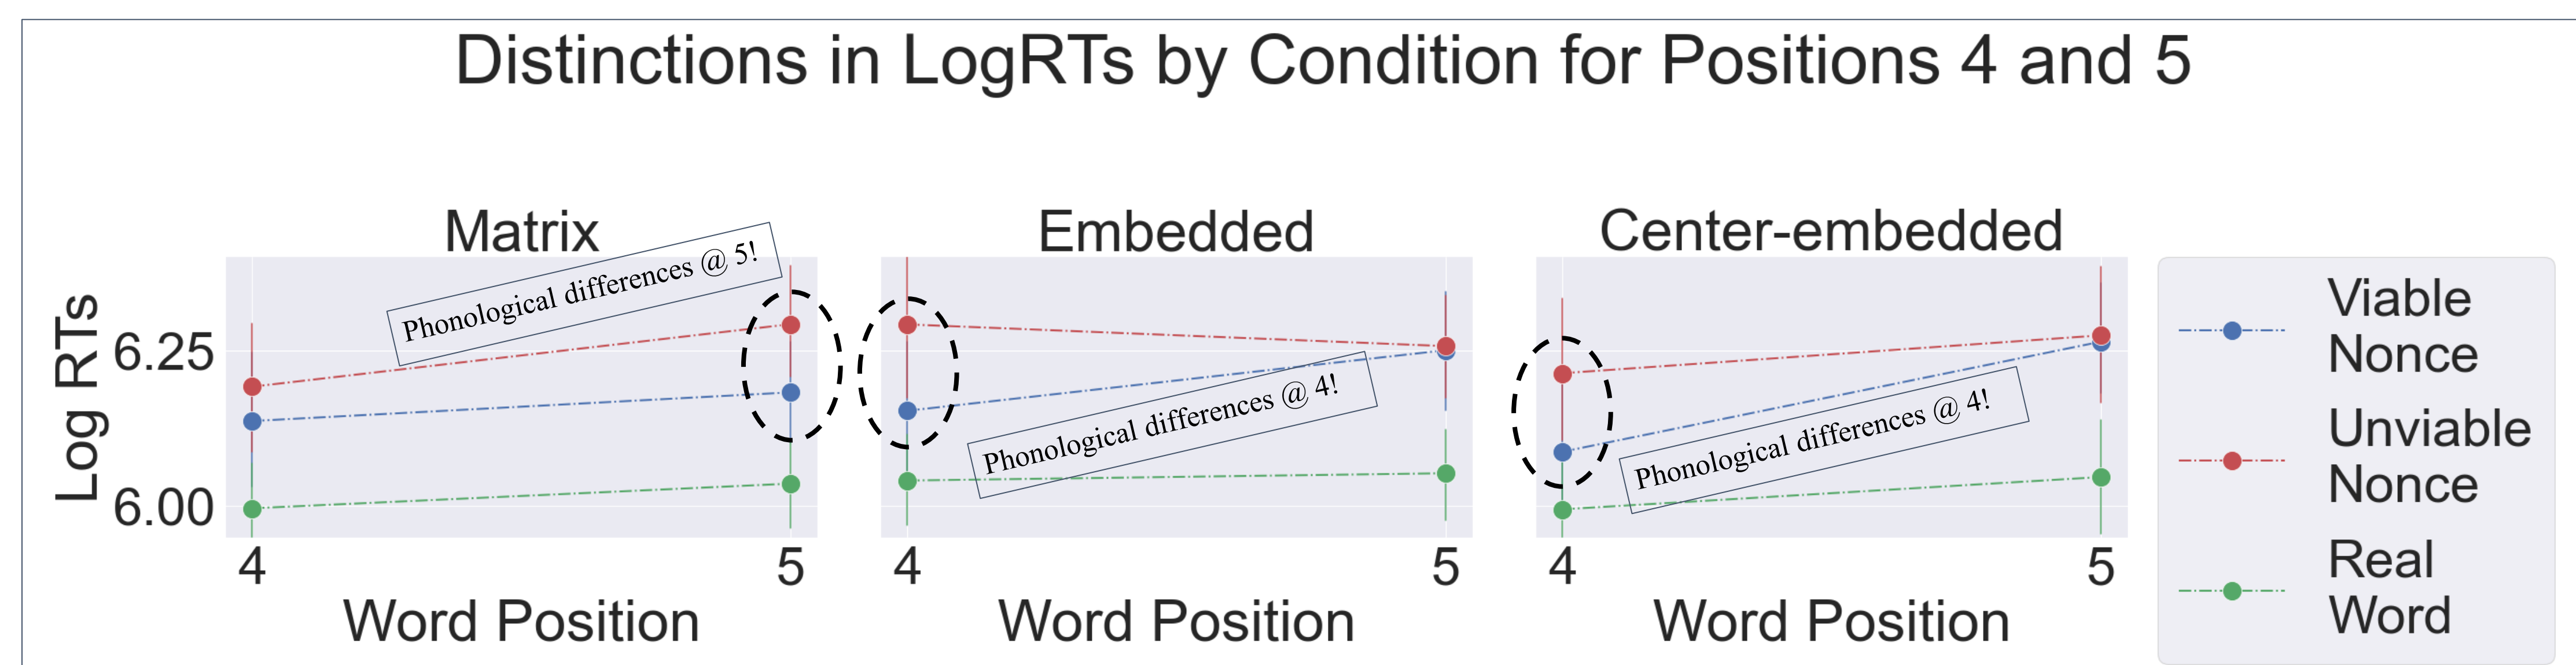 Distinctions in LogRTs by Condition for Positions 4 and 5
Matrix
Embedded
Center-embedded
Phonological differences @ 5!
Phonological differences @ 4!
Phonological differences @ 4!
Log RTs
6.25
6.00
4 5
4 5
4 5
Word Position
Word Position
Word Position
Viable
Nonce
Unviable
Nonce
Real
Word